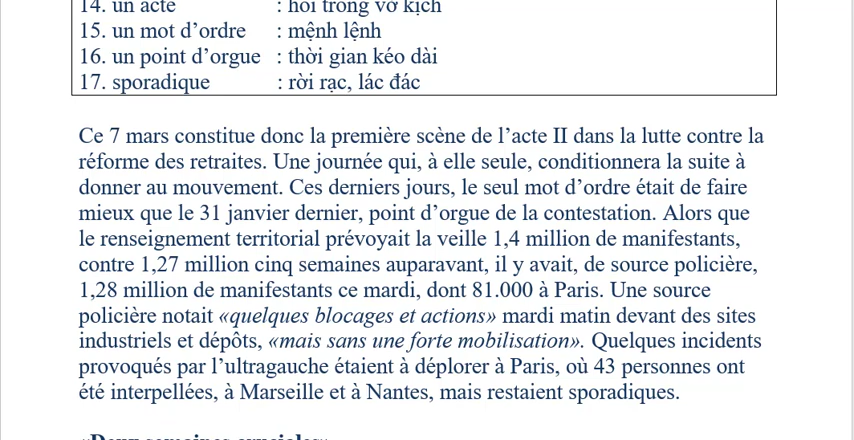 14. un acte : hồi trong vở kịch
15. un mot d’ordre : mệnh lệnh
16. un point d’orgue : thời gian kéo dài
17. sporadique : rời rạc, lác đác
Ce 7 mars constitue donc la première scène de l’acte II dans la lutte contre la
réforme des retraites. Une journée qui, à elle seule, conditionnera la suite à
donner au mouvement. Ces derniers jours, le seul mot d’ordre était de faire
mieux que le 31 janvier dernier, point d’orgue de la contestation. Alors que
le renseignement territorial prévoyait la veille 1,4 million de manifestants,
contre 1,27 million cinq semaines auparavant, il y avait, de source policière,
1,28 million de manifestants ce mardi, dont 81.000 à Paris. Une source
policière notait «quelques blocages et actions» mardi matin devant des sites
industriels et dépôts, «mais sans une forte mobilisation». Quelques incidents
provoqués par l’ultragauche étaient à déplorer à Paris, où 43 personnes ont
été interpellées, à Marseille et à Nantes, mais restaient sporadiques.
«Deux semaines cruciales»